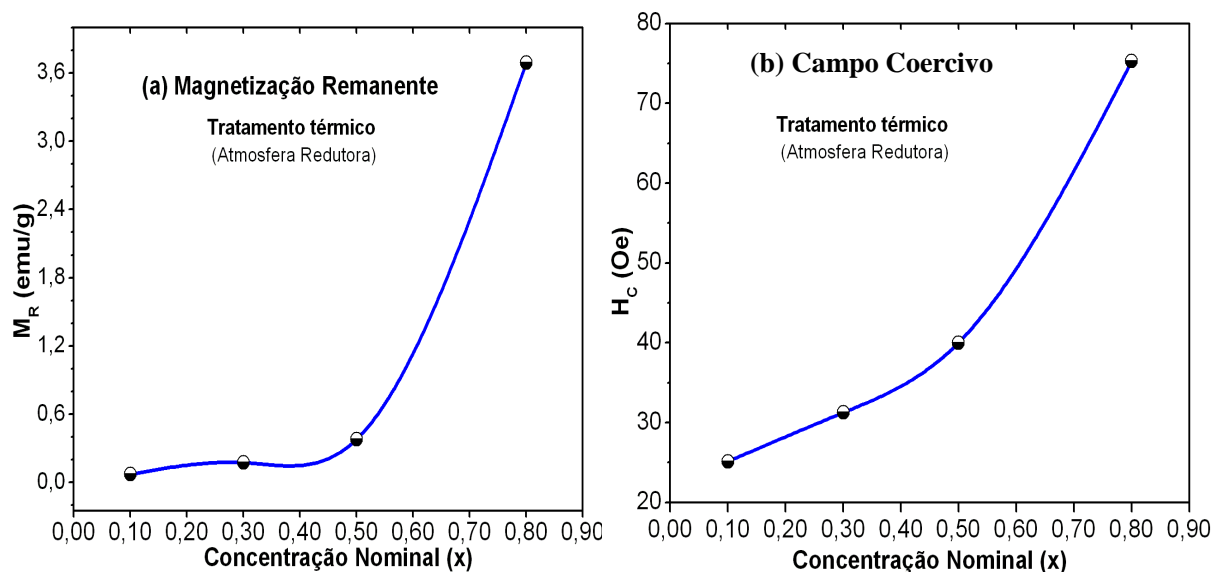 (a) Magnetização Remanente
Tratamento térmico
(Atmosfera Redutora)
M_R (emu/g)
3,6
3,0
2,4
1,8
1,2
0,6
0,0
0,00 0,10 0,20 0,30 0,40 0,50 0,60 0,70 0,80 0,90
Concentração Nominal (x)
(b) Campo Coercivo
Tratamento térmico
(Atmosfera Redutora)
H_C (Oe)
80
70
60
50
40
30
20
0,00 0,10 0,20 0,30 0,40 0,50 0,60 0,70 0,80 0,90
Concentração Nominal (x)